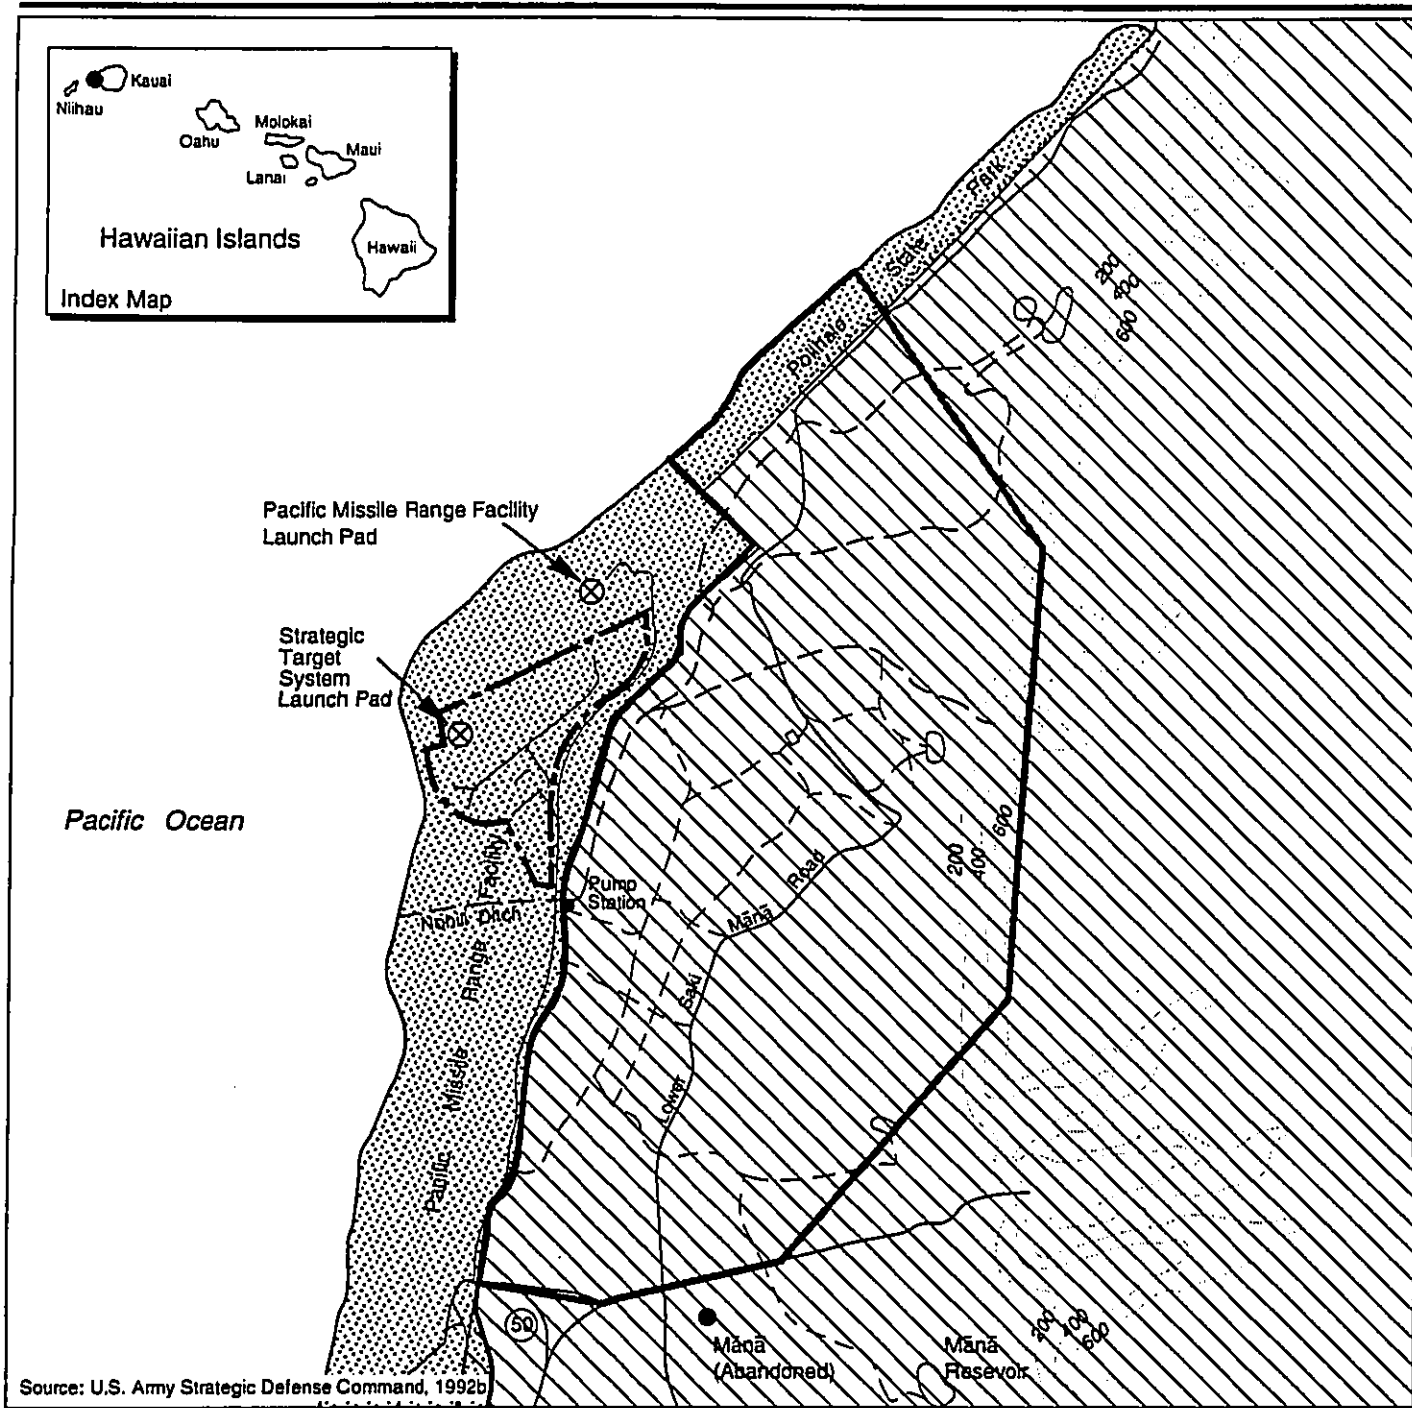 Kauai
Niihau
Oahu
Molokai
Maui
Lanai
Hawaiian Islands
Hawaii
Index Map
Polihale State Park
200
400
600
Pacific Missile Range Facility
Launch Pad
Strategic
Target
System
Launch Pad
Pacific Ocean
200
400
600
Pump
Station
Nohili Ditch
Pacific Missile Range Facility
Lower Saki Mānā Road
50
Mānā
(Abandoned)
Mānā
Resevoir
200
400
600
Source: U.S. Army Strategic Defense Command, 1992b